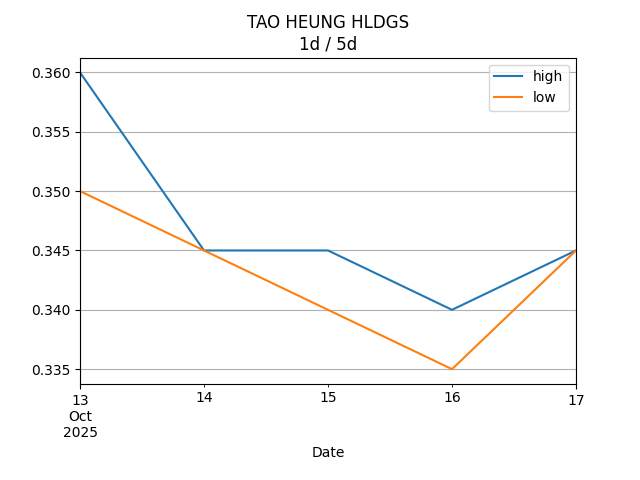 TAO HEUNG HLDGS
1d / 5d
high
low
0.360
0.355
0.350
0.345
0.340
0.335
13 14 15 16 17
Oct
2025
Date